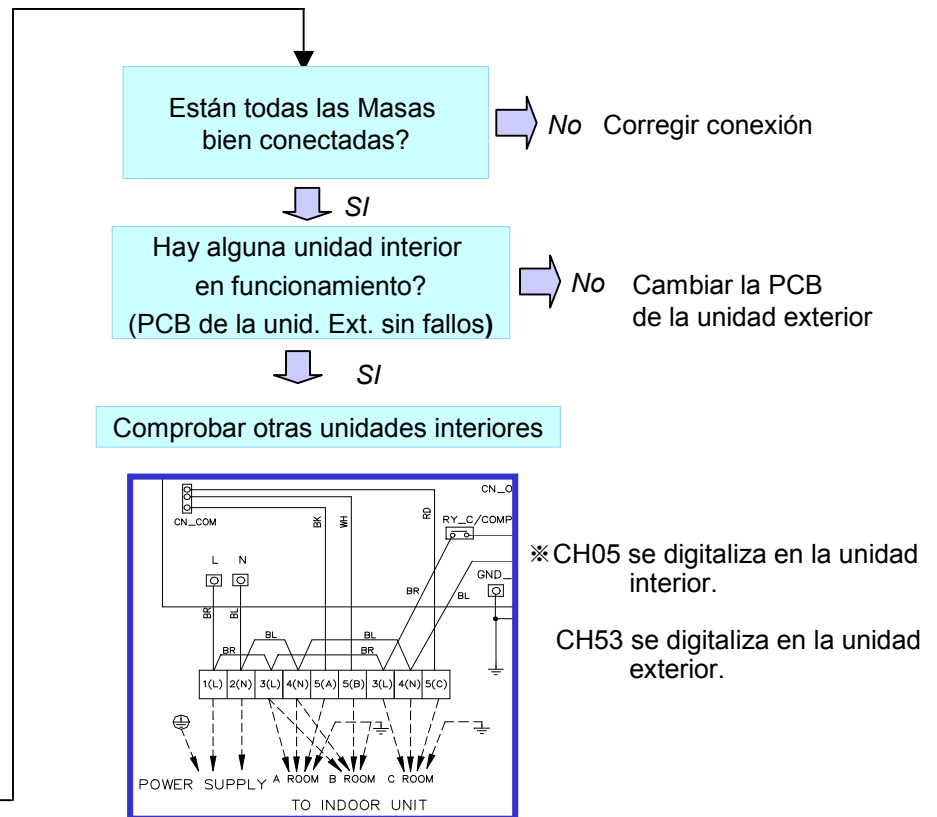 Están todas las Masas
bien conectadas?
No Corregir conexión
SI
Hay alguna unidad interior
en funcionamiento?
(PCB de la unid. Ext. sin fallos)
No Cambiar la PCB
de la unidad exterior
SI
Comprobar otras unidades interiores
CN_O
CN_COM
BK
WH
RD
RY_C/COMP
L N
GND_
BR
BL
BR
BL
BL
BL
BR
BR
1(L) 2(N) 3(L) 4(N) 5(A) 5(B) 3(L) 4(N) 5(C)
POWER SUPPLY A ROOM B ROOM C ROOM
TO INDOOR UNIT
※CH05 se digitaliza en la unidad
interior.
CH53 se digitaliza en la unidad
exterior.